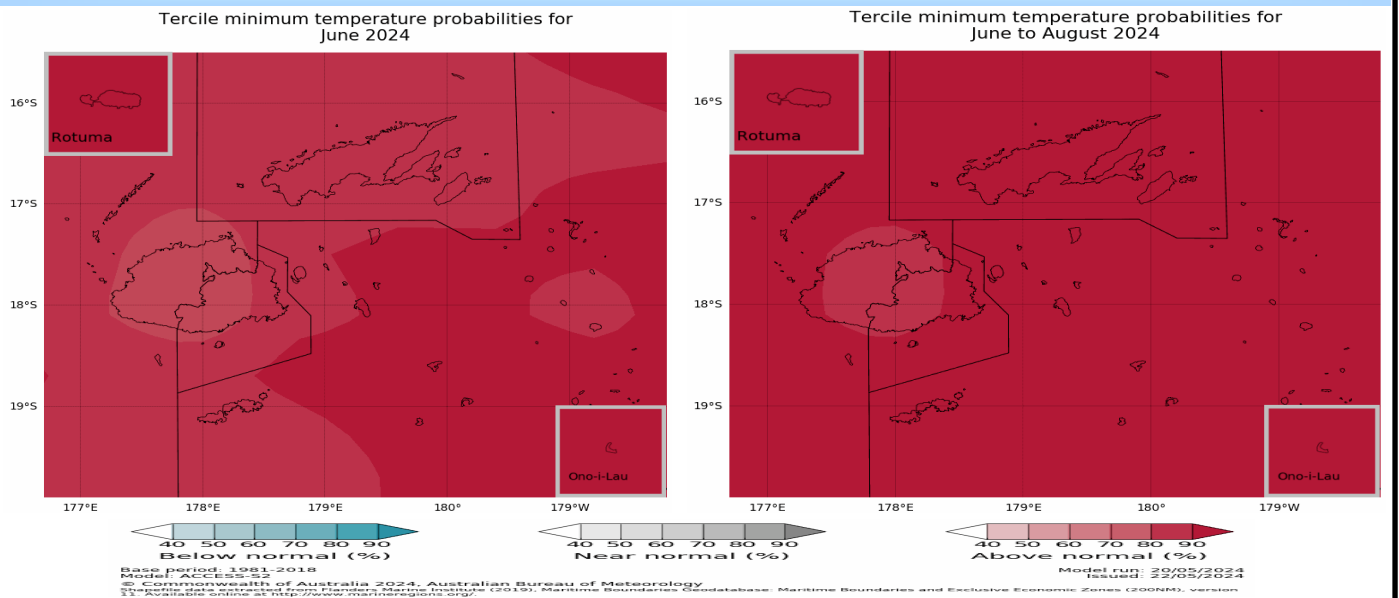 Tercile minimum temperature probabilities for
June 2024
Rotuma
16°S
17°S
18°S
19°S
Ono-i-Lau
177°E 178°E 179°E 180° 179°W
Tercile minimum temperature probabilities for
June to August 2024
Rotuma
16°S
17°S
18°S
19°S
Ono-i-Lau
177°E 178°E 179°E 180° 179°W
40 50 60 70 80 90
Below normal (%)
40 50 60 70 80 90
Near normal (%)
40 50 60 70 80 90
Above normal (%)
Base period: 1981-2018
Model: ACCESS-S2
Model run: 20/05/2024
Issued: 22/05/2024
© Commonwealth of Australia 2024, Australian Bureau of Meteorology
Shapefile data extracted from Flanders Marine Institute (2019), Maritime Boundaries Geodatabase: Maritime Boundaries and Exclusive Economic Zones (200NM), version
11. Available online at http://www.marineregions.org/.